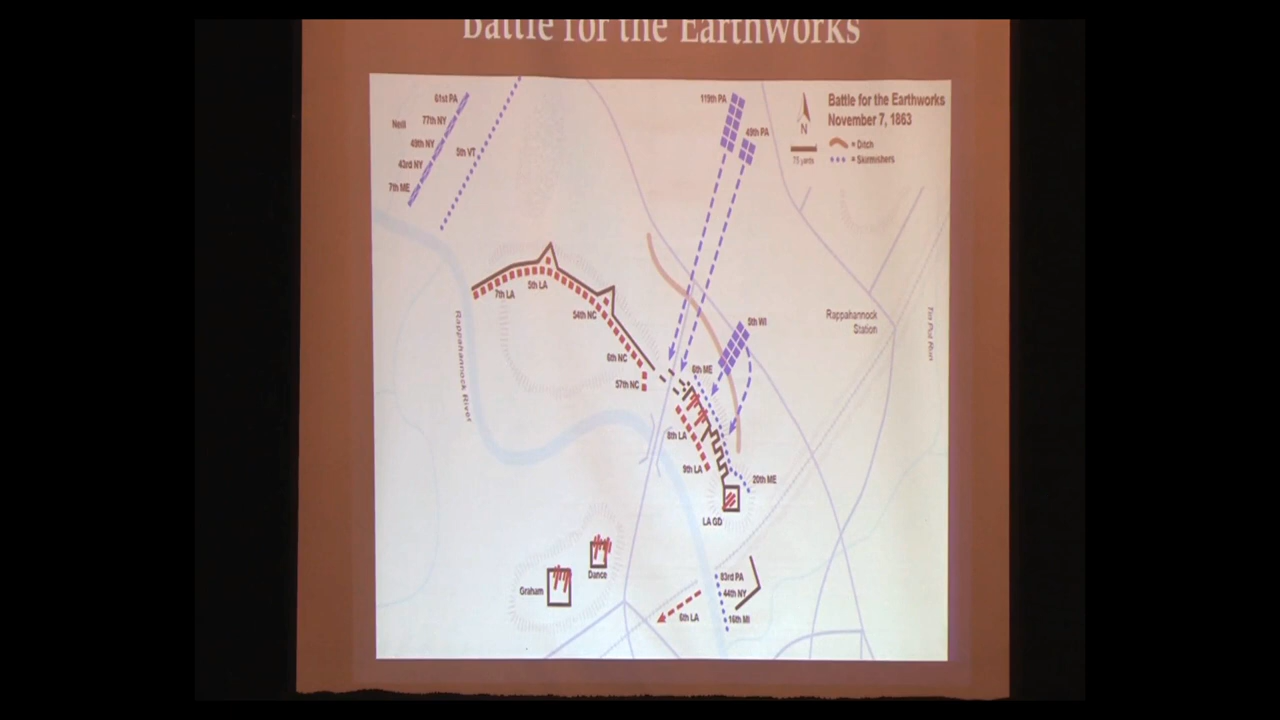 Battle for the Earthworks
Battle for the Earthworks
November 7, 1863
N
75 yards
= Ditch
= Skirmishers
61st PA
77th NY
Neill
49th NY
43rd NY
7th ME
5th VT
119th PA
49th PA
7th LA
5th LA
54th NC
6th NC
57th NC
5th WI
6th ME
8th LA
9th LA
20th ME
LA GD
Rappahannock
Station
Tin Pot Run
Rappahannock River
Dance
Graham
83rd PA
44th NY
16th MI
6th LA